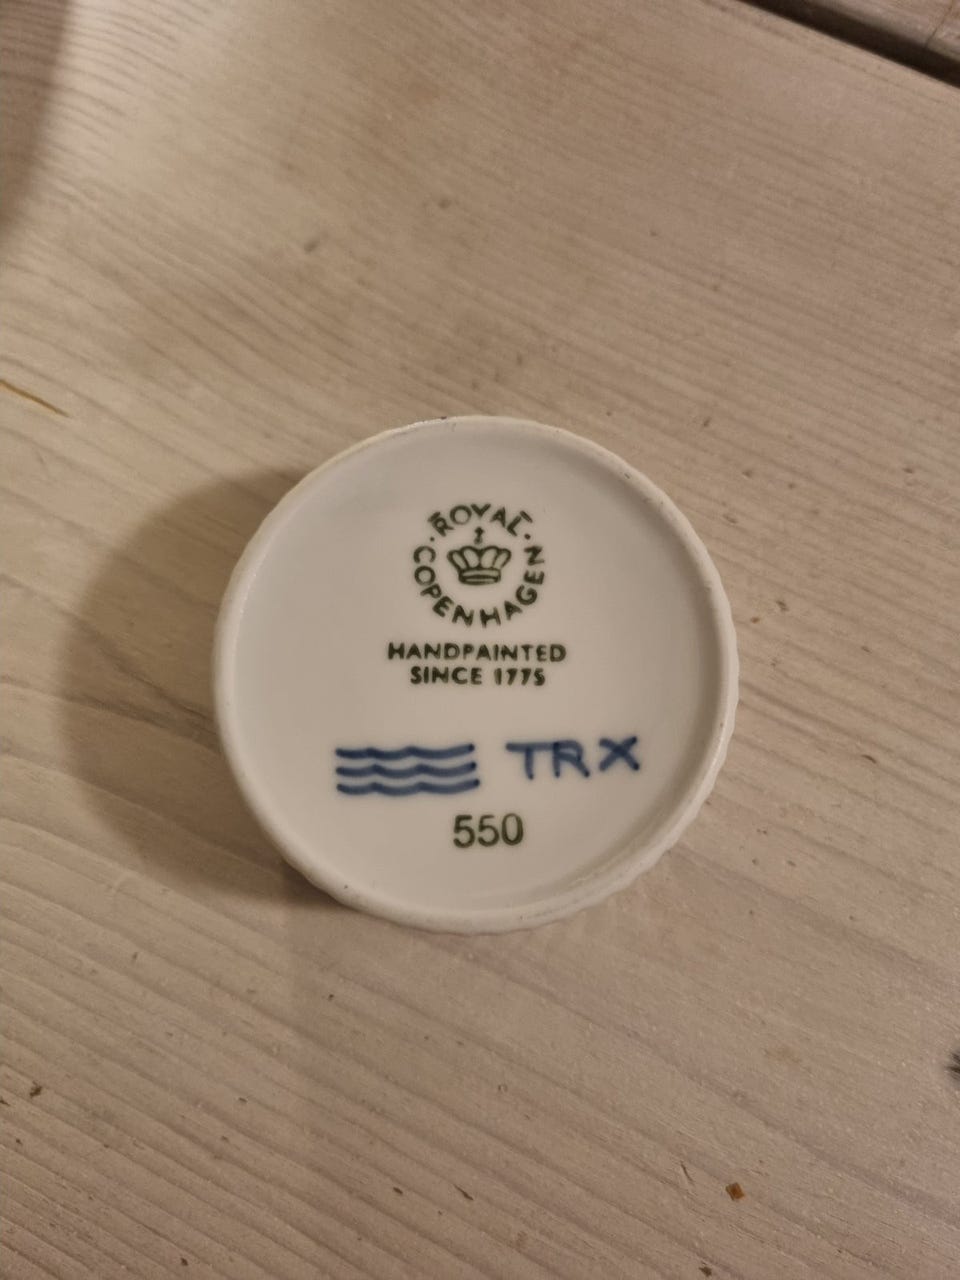 ROYAL
COPENHAGEN
HANDPAINTED
SINCE 1775
TRX
550